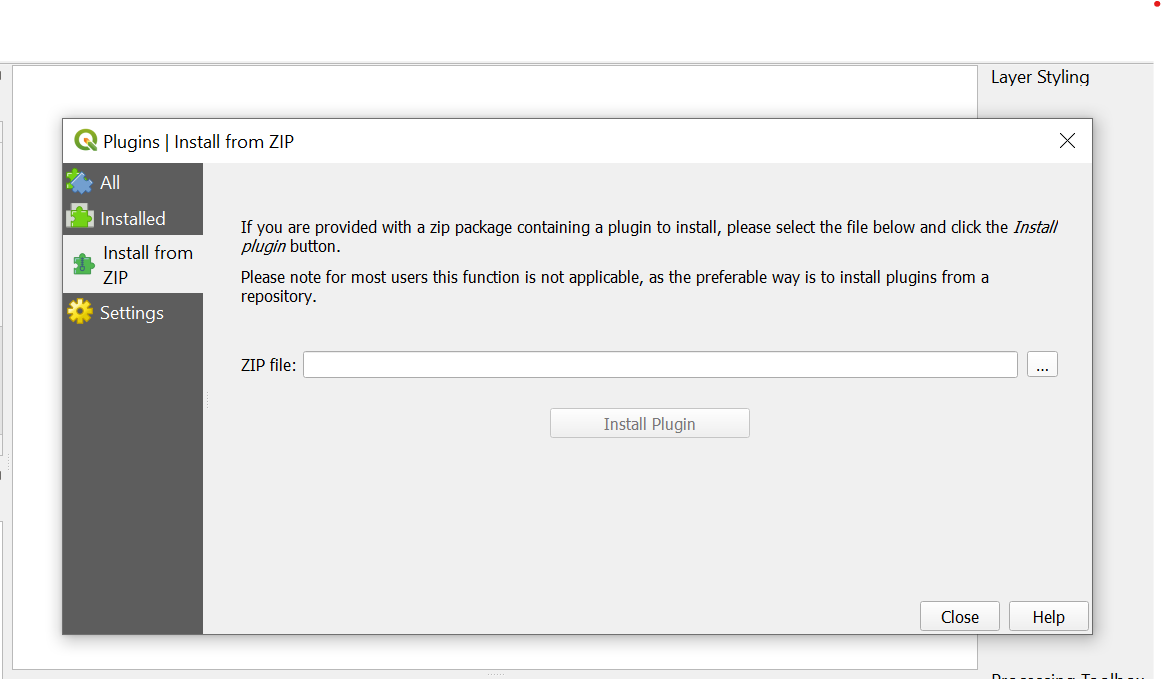 Layer Styling
Plugins | Install from ZIP
All
Installed
Install from
ZIP
Settings
If you are provided with a zip package containing a plugin to install, please select the file below and click the Install
plugin button.
Please note for most users this function is not applicable, as the preferable way is to install plugins from a
repository.
ZIP file:
...
Install Plugin
Close
Help
Processing Toolbox